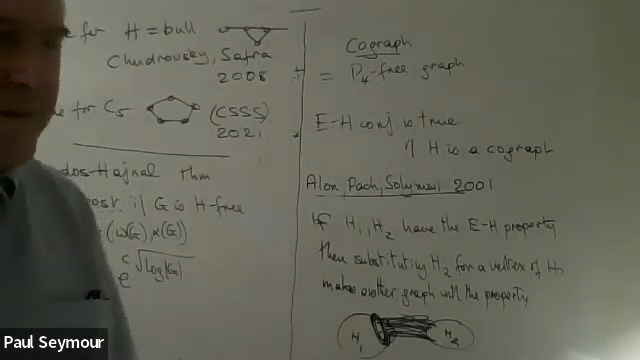 e for H = bull
Chudnovsky, Safra
2008
e for C5 (CSSS)
2021
dos-Hajnal Thm
∃ const if G is H-free
(ω(G), α(G))
e^c√log|G|
Cograph
= P4-free graph
E-H conj is true
if H is a cograph
Alon, Pach, Solymosi 2001
If H1, H2 have the E-H property
then substituting H2 for a vertex of H1
makes another graph with the property
H1 H2
Paul Seymour